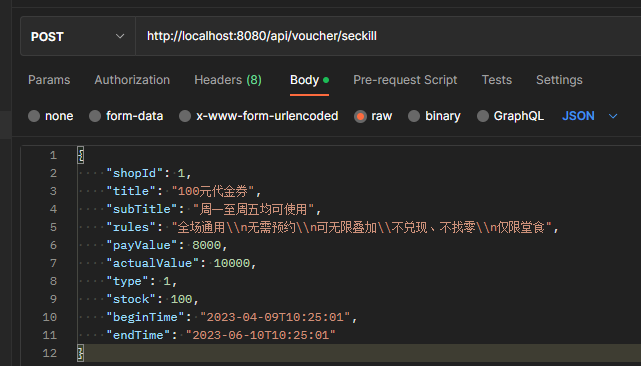 POST http://localhost:8080/api/voucher/seckill
Params Authorization Headers (8) Body Pre-request Script Tests Settings
none form-data x-www-form-urlencoded raw binary GraphQL JSON
1 {
2 "shopId": 1,
3 "title": "100元代金券",
4 "subTitle": "周一至周五均可使用",
5 "rules": "全场通用\\n无需预约\\n可无限叠加\\不兑现、不找零\\n仅限堂食",
6 "payValue": 8000,
7 "actualValue": 10000,
8 "type": 1,
9 "stock": 100,
10 "beginTime": "2023-04-09T10:25:01",
11 "endTime": "2023-06-10T10:25:01"
12 }